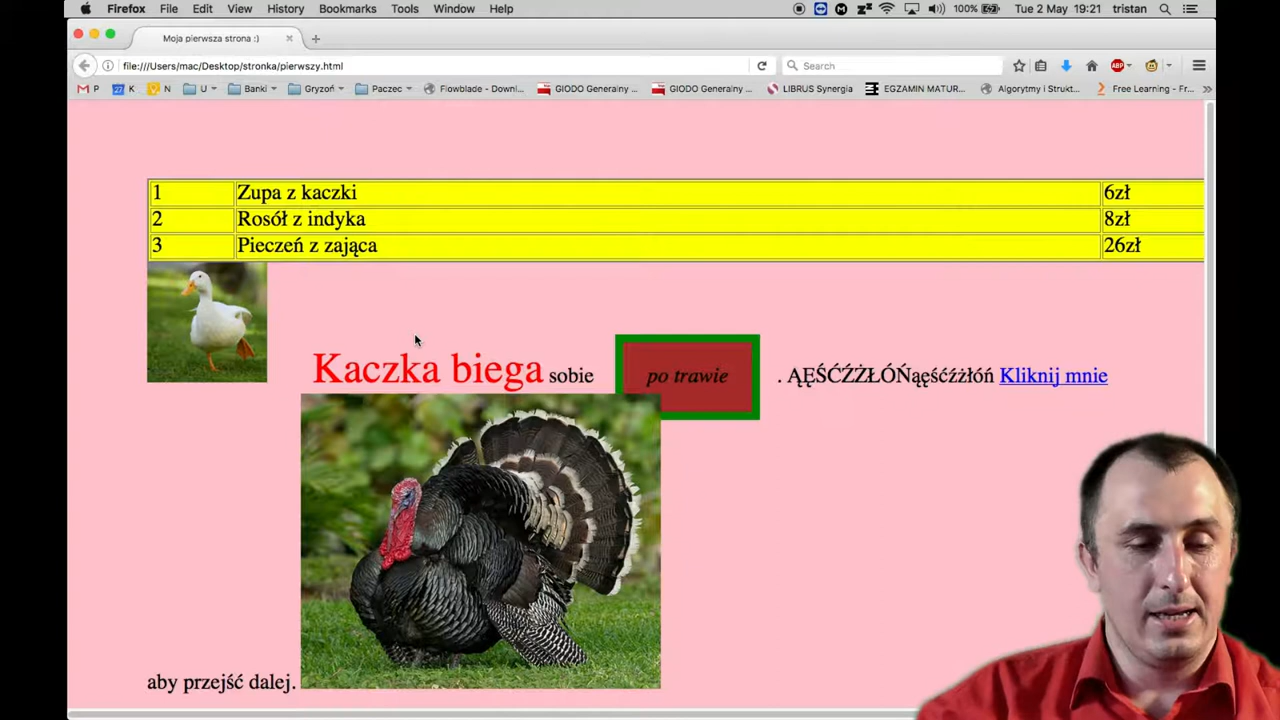 Firefox File Edit View History Bookmarks Tools Window Help 100% Tue 2 May 19:21 tristan
Moja pierwsza strona :)
file:///Users/mac/Desktop/stronka/pierwszy.html Search ABP
P K N U Banki Gryzoń Paczec Flowblade - Downl... GIODO Generalny ... GIODO Generalny ... LIBRUS Synergia EGZAMIN MATUR... Algorytmy i Strukt... Free Learning - Fr...
1 Zupa z kaczki 6zł
2 Rosół z indyka 8zł
3 Pieczeń z zająca 26zł
Kaczka biega sobie po trawie . ĄĘŚĆŹŻŁÓŃąęśćźżłóń Kliknij mnie
aby przejść dalej.